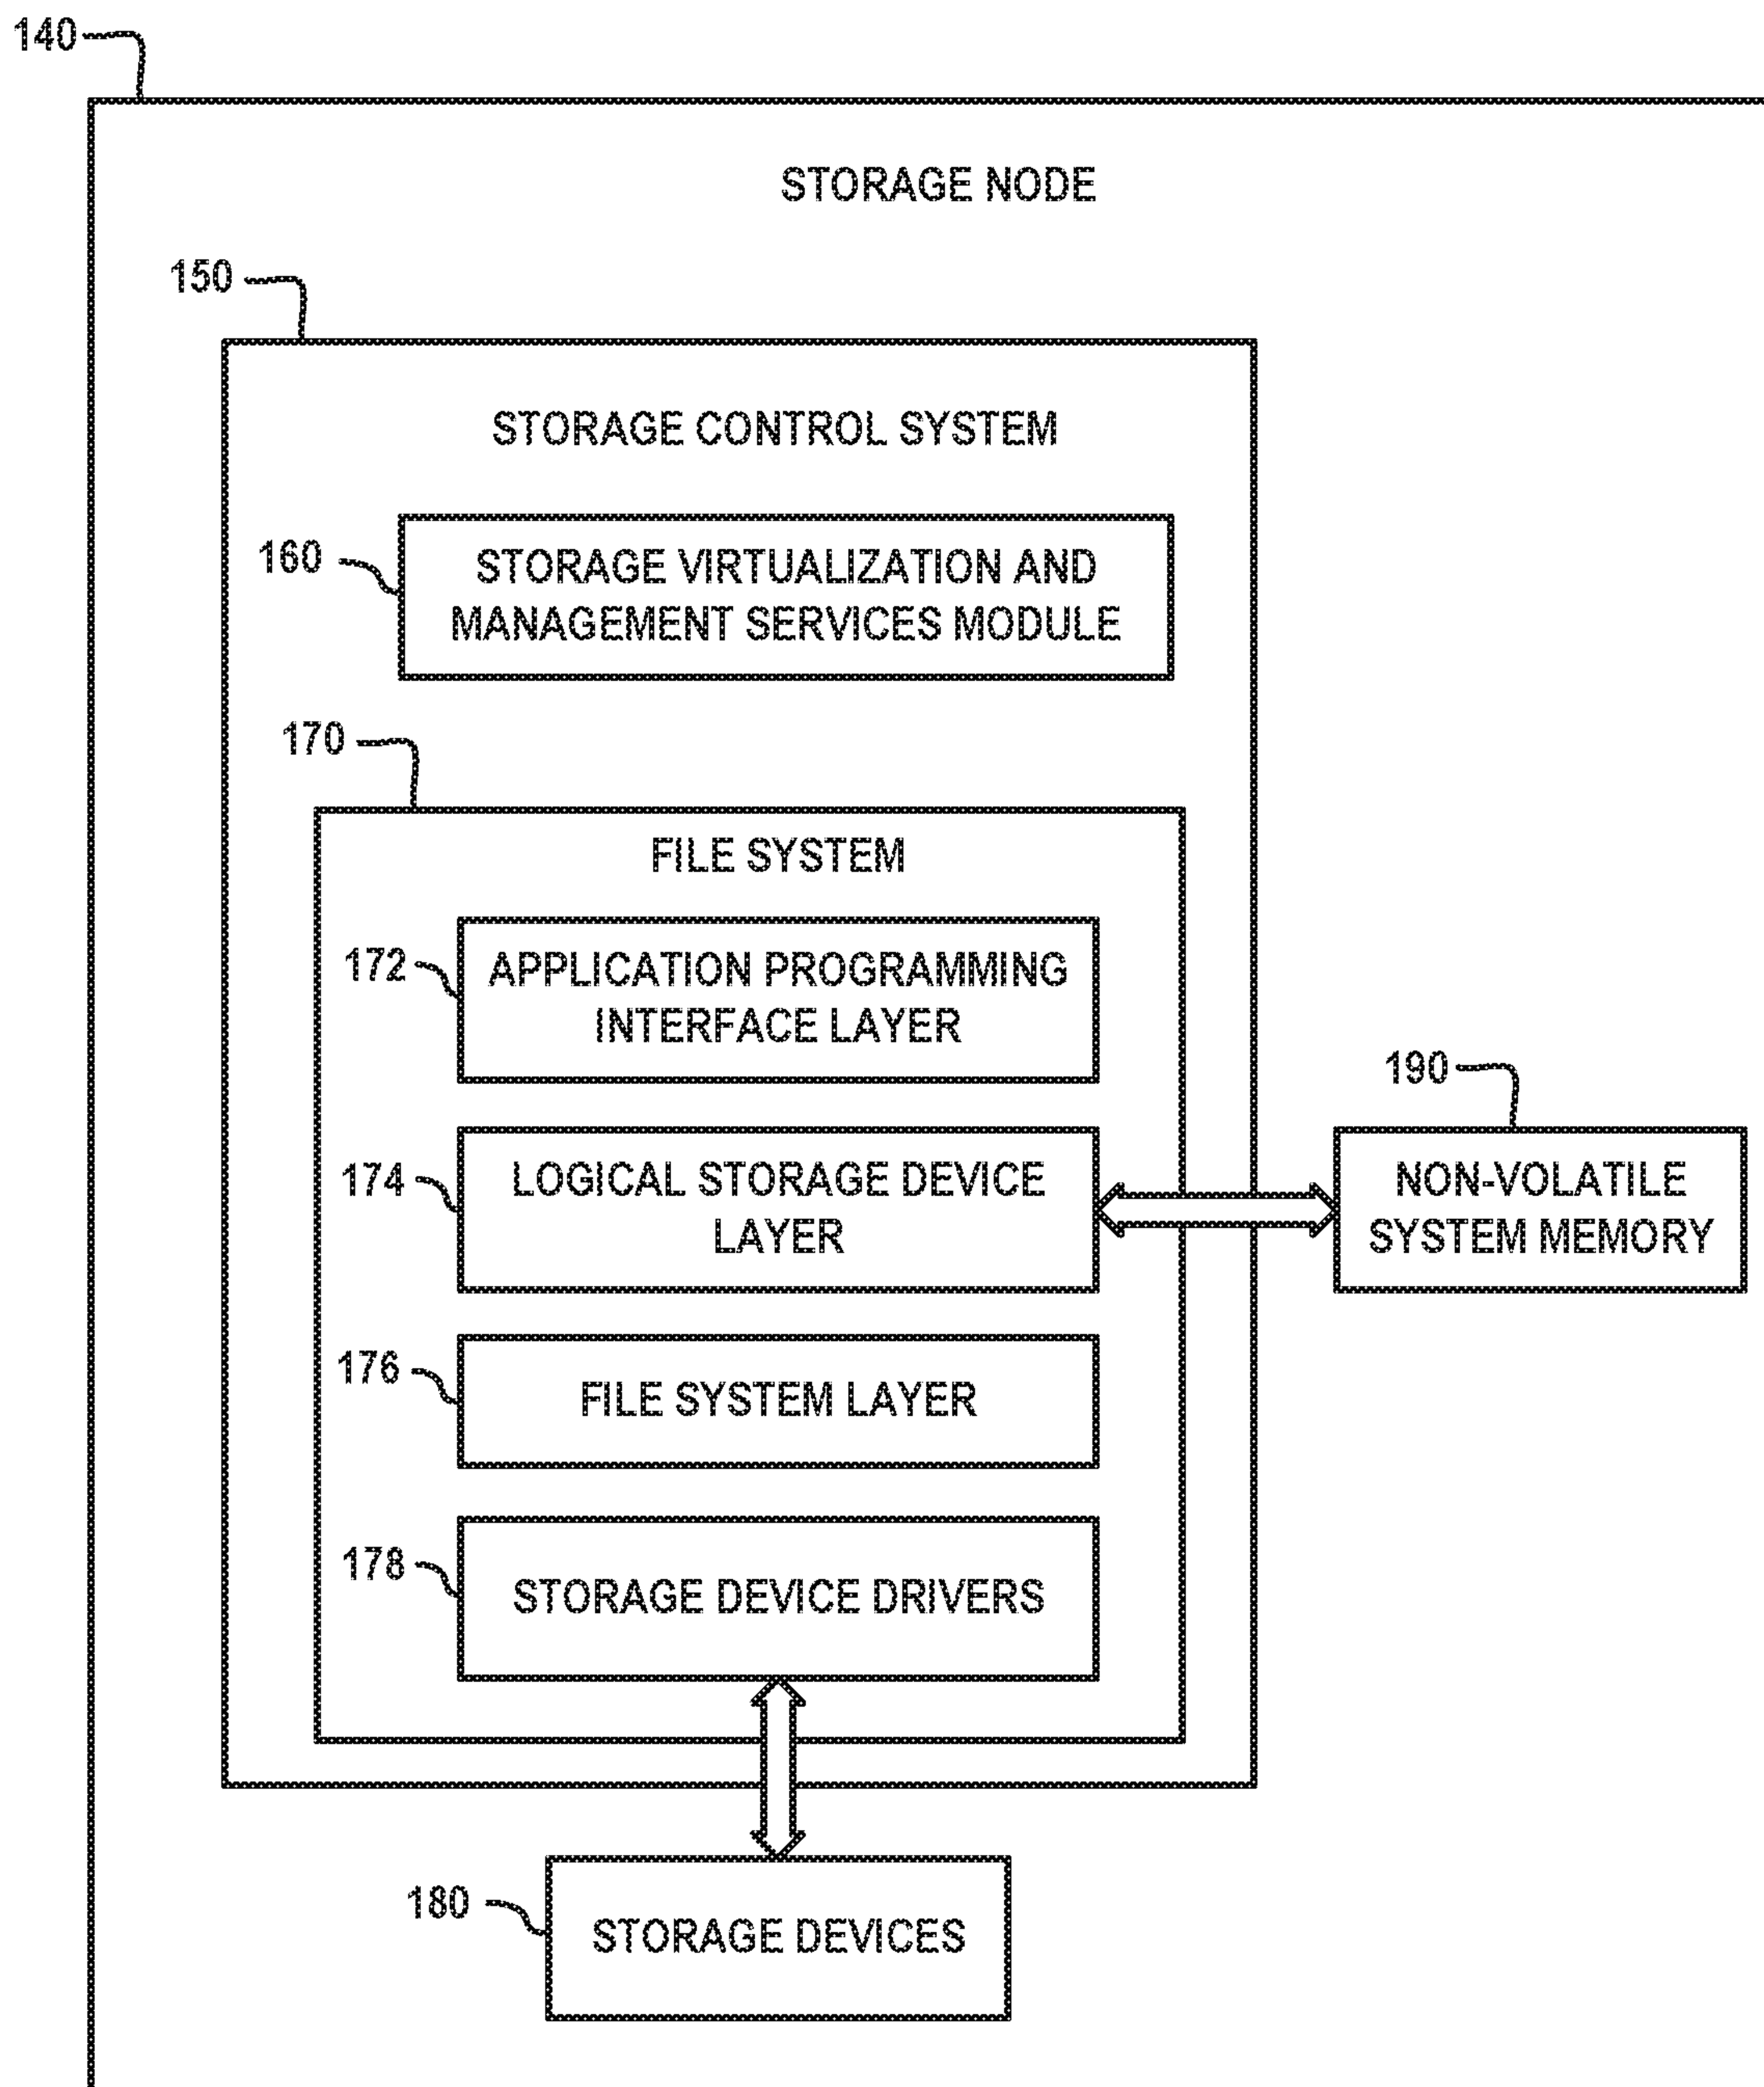 140
STORAGE NODE
150
STORAGE CONTROL SYSTEM
160
STORAGE VIRTUALIZATION AND
MANAGEMENT SERVICES MODULE
170
FILE SYSTEM
172
APPLICATION PROGRAMMING
INTERFACE LAYER
190
174
LOGICAL STORAGE DEVICE
LAYER
NON-VOLATILE
SYSTEM MEMORY
176
FILE SYSTEM LAYER
178
STORAGE DEVICE DRIVERS
180
STORAGE DEVICES